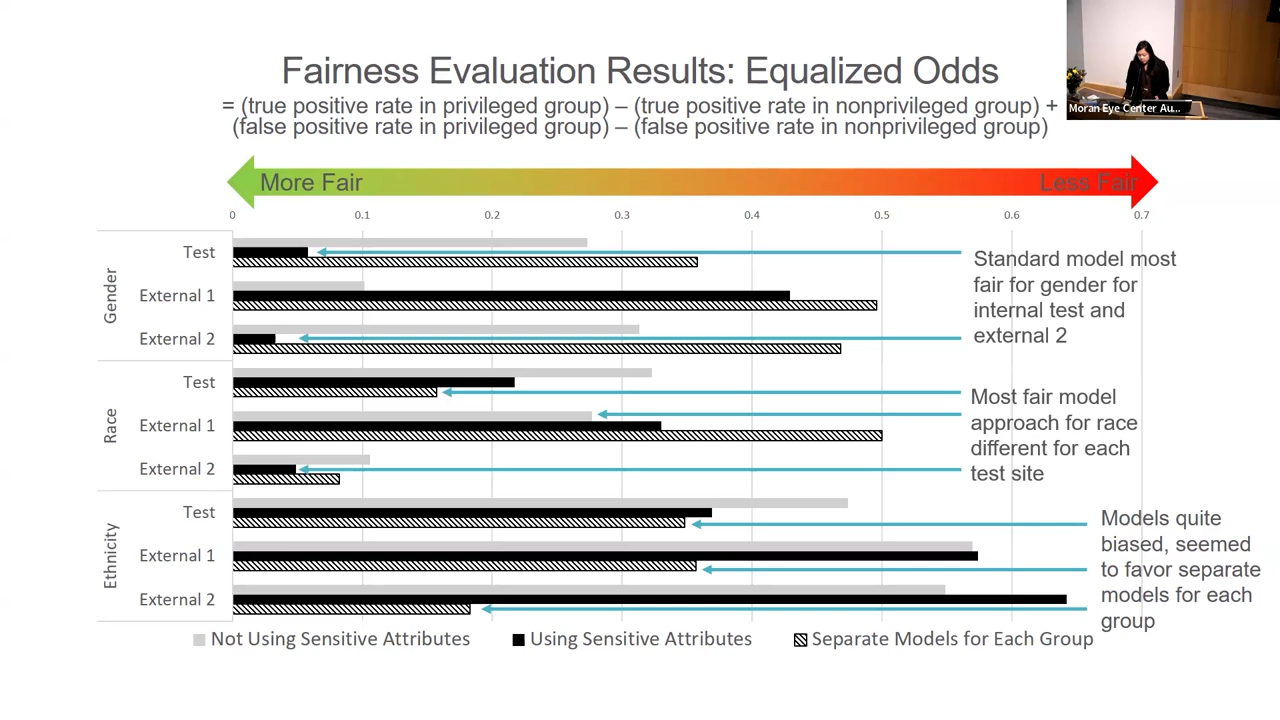 Fairness Evaluation Results: Equalized Odds
= (true positive rate in privileged group) – (true positive rate in nonprivileged group) +
(false positive rate in privileged group) – (false positive rate in nonprivileged group)
Moran Eye Center Au...
More Fair
Less Fair
0 0.1 0.2 0.3 0.4 0.5 0.6 0.7
Gender
Test
External 1
External 2
Standard model most
fair for gender for
internal test and
external 2
Race
Test
External 1
External 2
Most fair model
approach for race
different for each
test site
Ethnicity
Test
External 1
External 2
Models quite
biased, seemed
to favor separate
models for each
group
Not Using Sensitive Attributes
Using Sensitive Attributes
Separate Models for Each Group